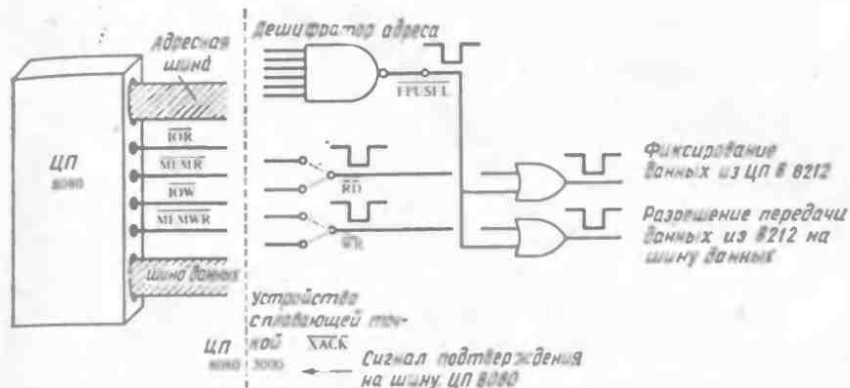 Адресная
шина
Дешифратор адреса
FPUSEL
ЦП
8080
IOR
MEMR
IOW
MEMWR
RD
WR
Фиксирование
данных из ЦП в 8212
Разрешение передачи
данных из 8212 на
шину данных
шина данных
Устройство
с плавающей точ-
кой XACK
ЦП
8080 3000
Сигнал подтверждения
на шину ЦП 8080